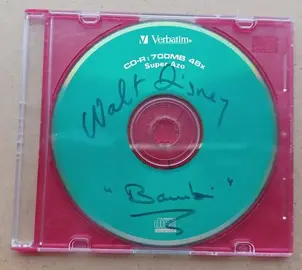 Verbatim
CD-R | 700MB 48x
Super Azo
Walt Disney
"Bambi"